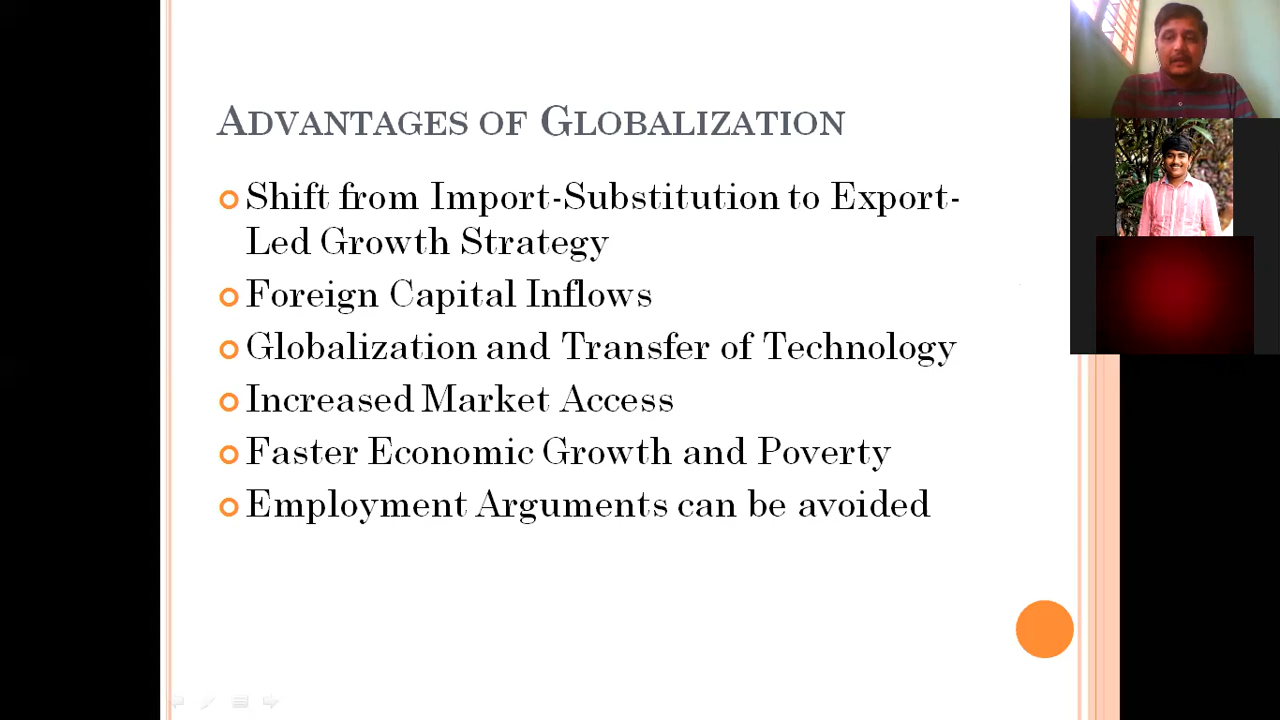 ADVANTAGES OF GLOBALIZATION
Shift from Import-Substitution to Export-
Led Growth Strategy
Foreign Capital Inflows
Globalization and Transfer of Technology
Increased Market Access
Faster Economic Growth and Poverty
Employment Arguments can be avoided